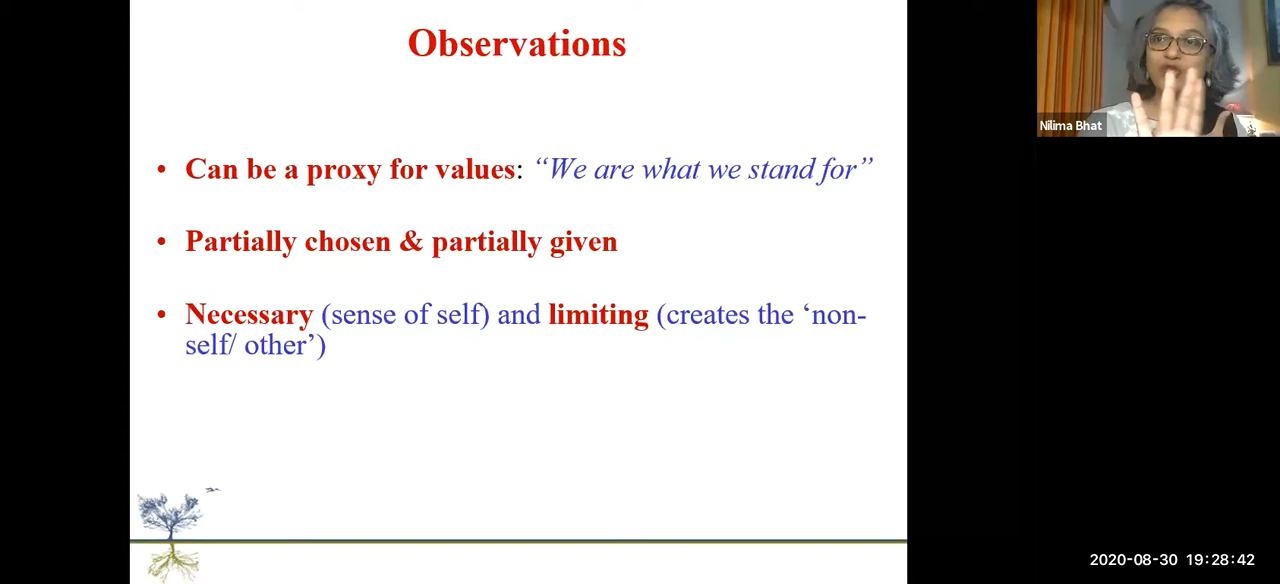 Observations
• Can be a proxy for values: “We are what we stand for”
• Partially chosen & partially given
• Necessary (sense of self) and limiting (creates the ‘non-
self/ other’)
Nilima Bhat
2020-08-30 19:28:42